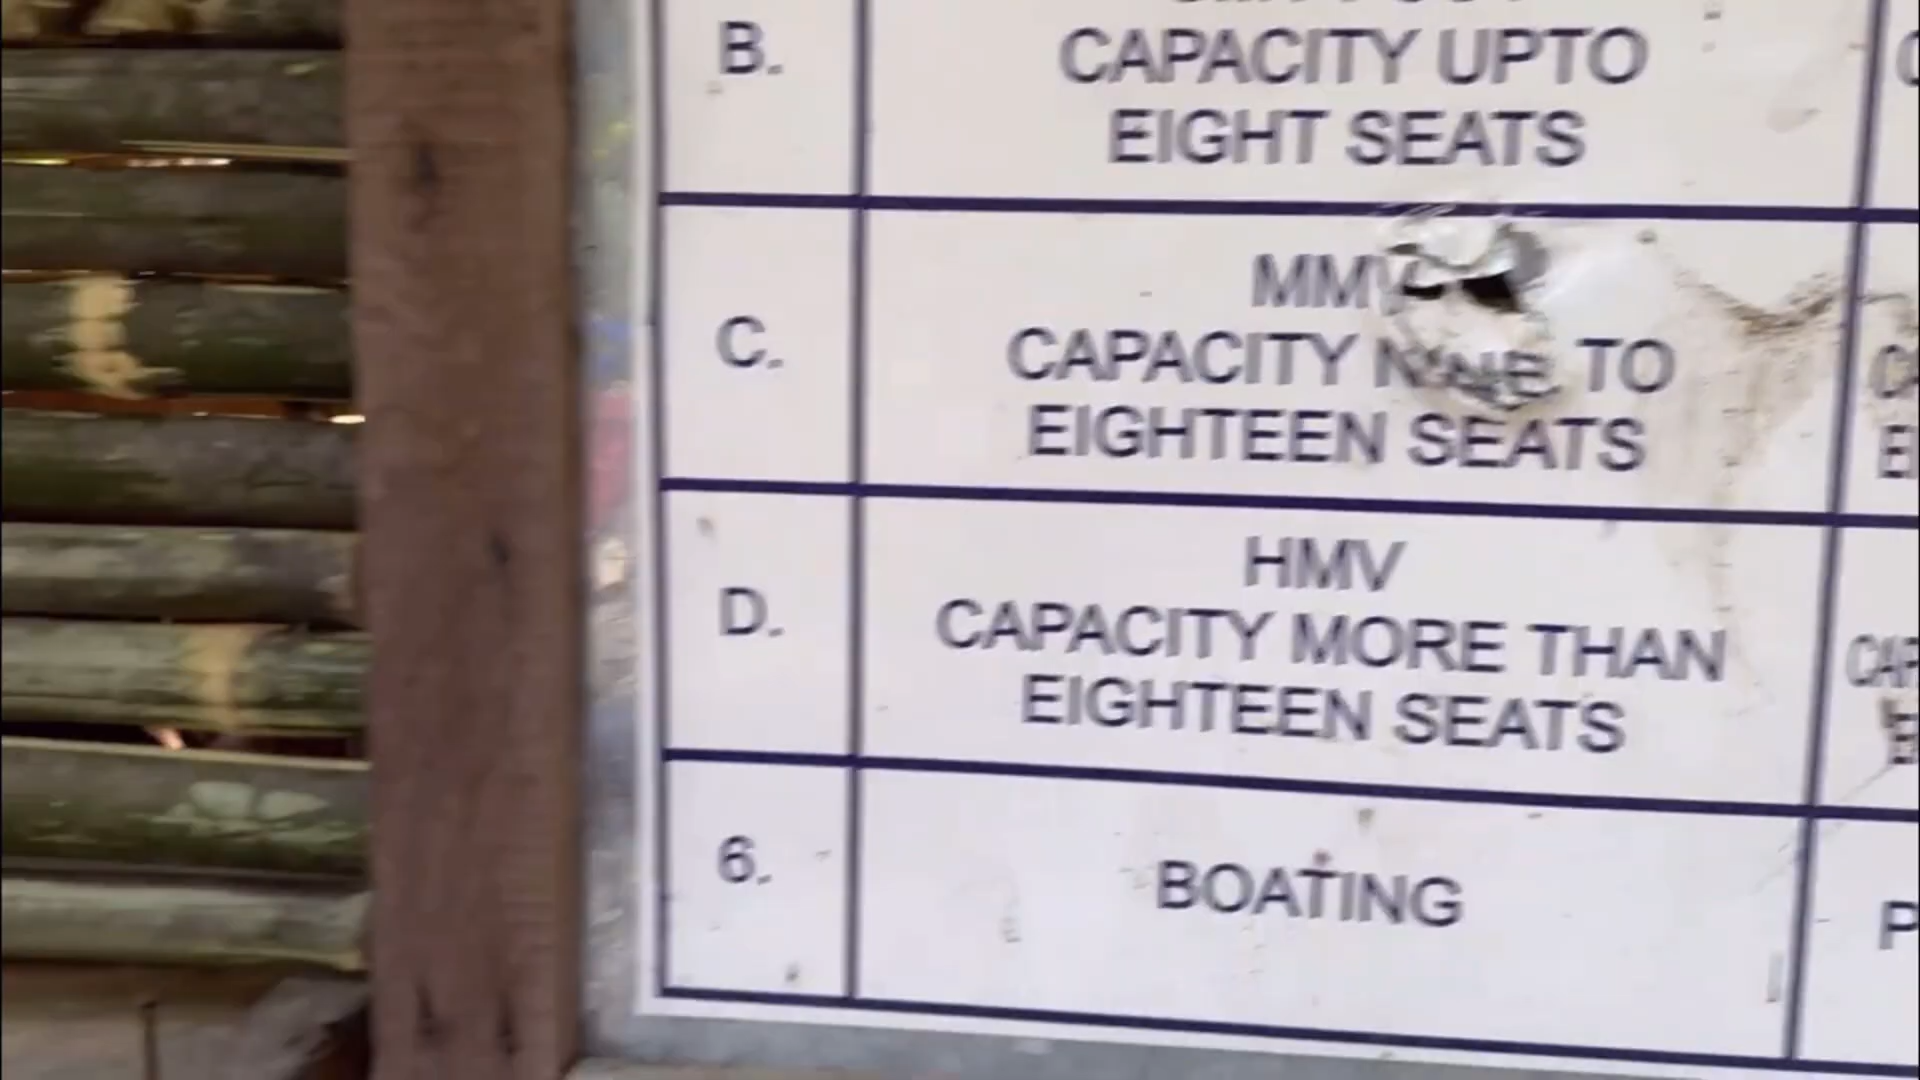 B.
CAPACITY UPTO
EIGHT SEATS
C.
MMV
CAPACITY NINE TO
EIGHTEEN SEATS
D.
HMV
CAPACITY MORE THAN
EIGHTEEN SEATS
6.
BOATING